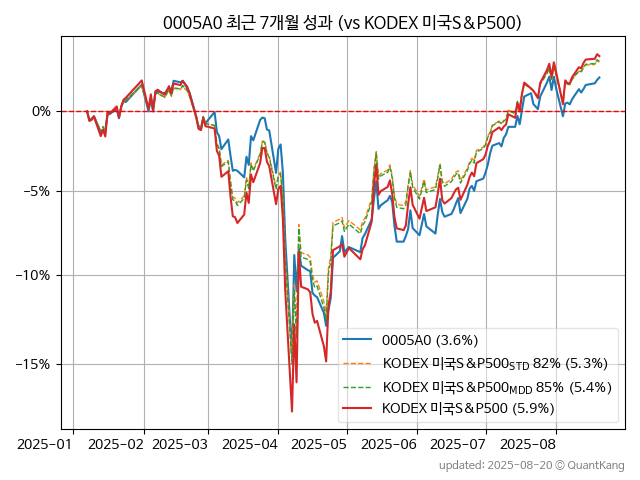 0005A0 최근 7개월 성과 (vs KODEX 미국S&P500)
0%
−5%
−10%
−15%
0005A0 (3.6%)
KODEX 미국S&P500STD 82% (5.3%)
KODEX 미국S&P500MDD 85% (5.4%)
KODEX 미국S&P500 (5.9%)
2025-01 2025-02 2025-03 2025-04 2025-05 2025-06 2025-07 2025-08
updated: 2025-08-20 © QuantKang